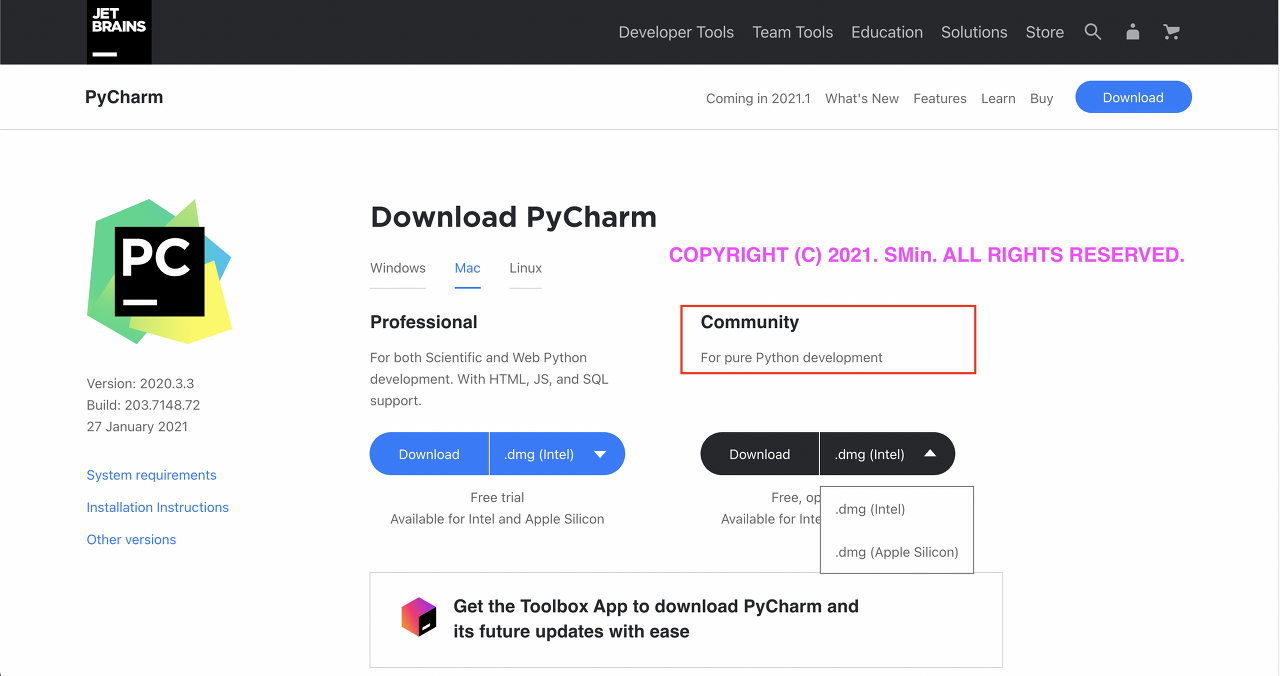 JET
BRAINS
Developer Tools Team Tools Education Solutions Store
PyCharm
Coming in 2021.1 What's New Features Learn Buy Download
PC
Version: 2020.3.3
Build: 203.7148.72
27 January 2021
System requirements
Installation Instructions
Other versions
Download PyCharm
COPYRIGHT (C) 2021. SMin. ALL RIGHTS RESERVED.
Windows Mac Linux
Professional
For both Scientific and Web Python
development. With HTML, JS, and SQL
support.
Download .dmg (Intel)
Free trial
Available for Intel and Apple Silicon
Community
For pure Python development
Download .dmg (Intel)
Free, op
Available for Inte
.dmg (Intel)
.dmg (Apple Silicon)
Get the Toolbox App to download PyCharm and
its future updates with ease